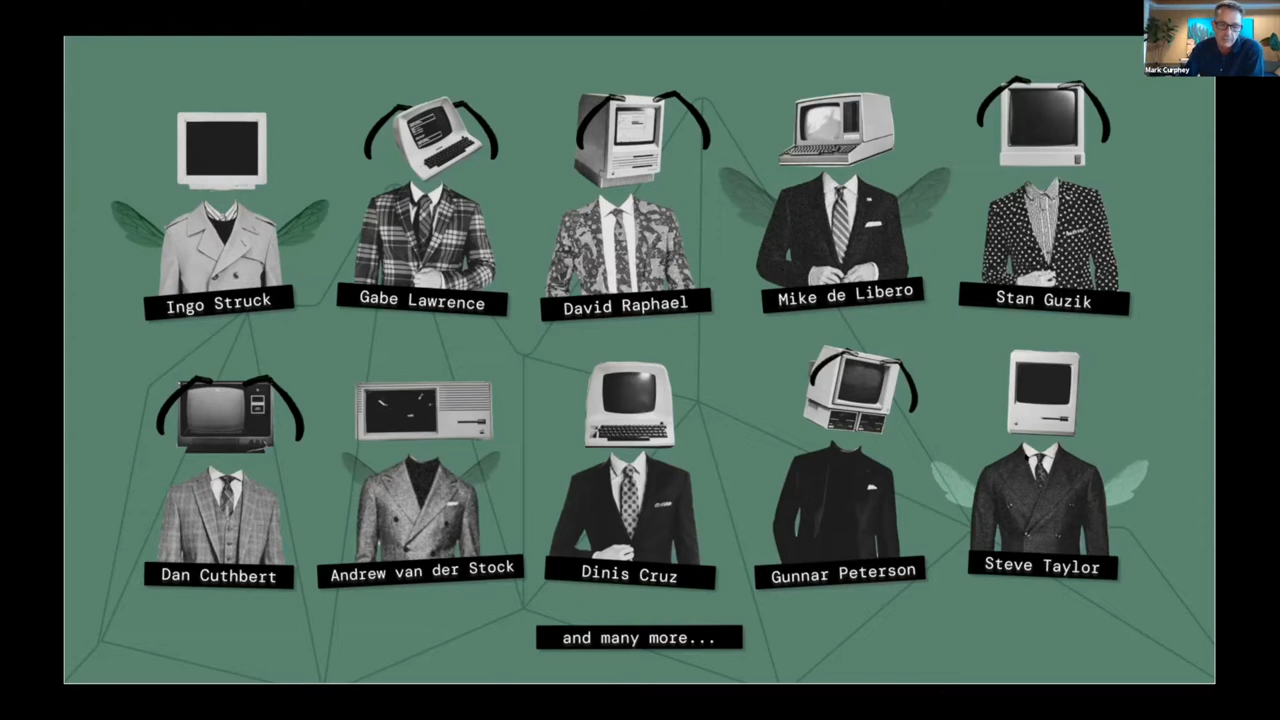 Mark Curphey
Ingo Struck
Gabe Lawrence
David Raphael
Mike de Libero
Stan Guzik
Dan Cuthbert
Andrew van der Stock
Dinis Cruz
Gunnar Peterson
Steve Taylor
and many more...